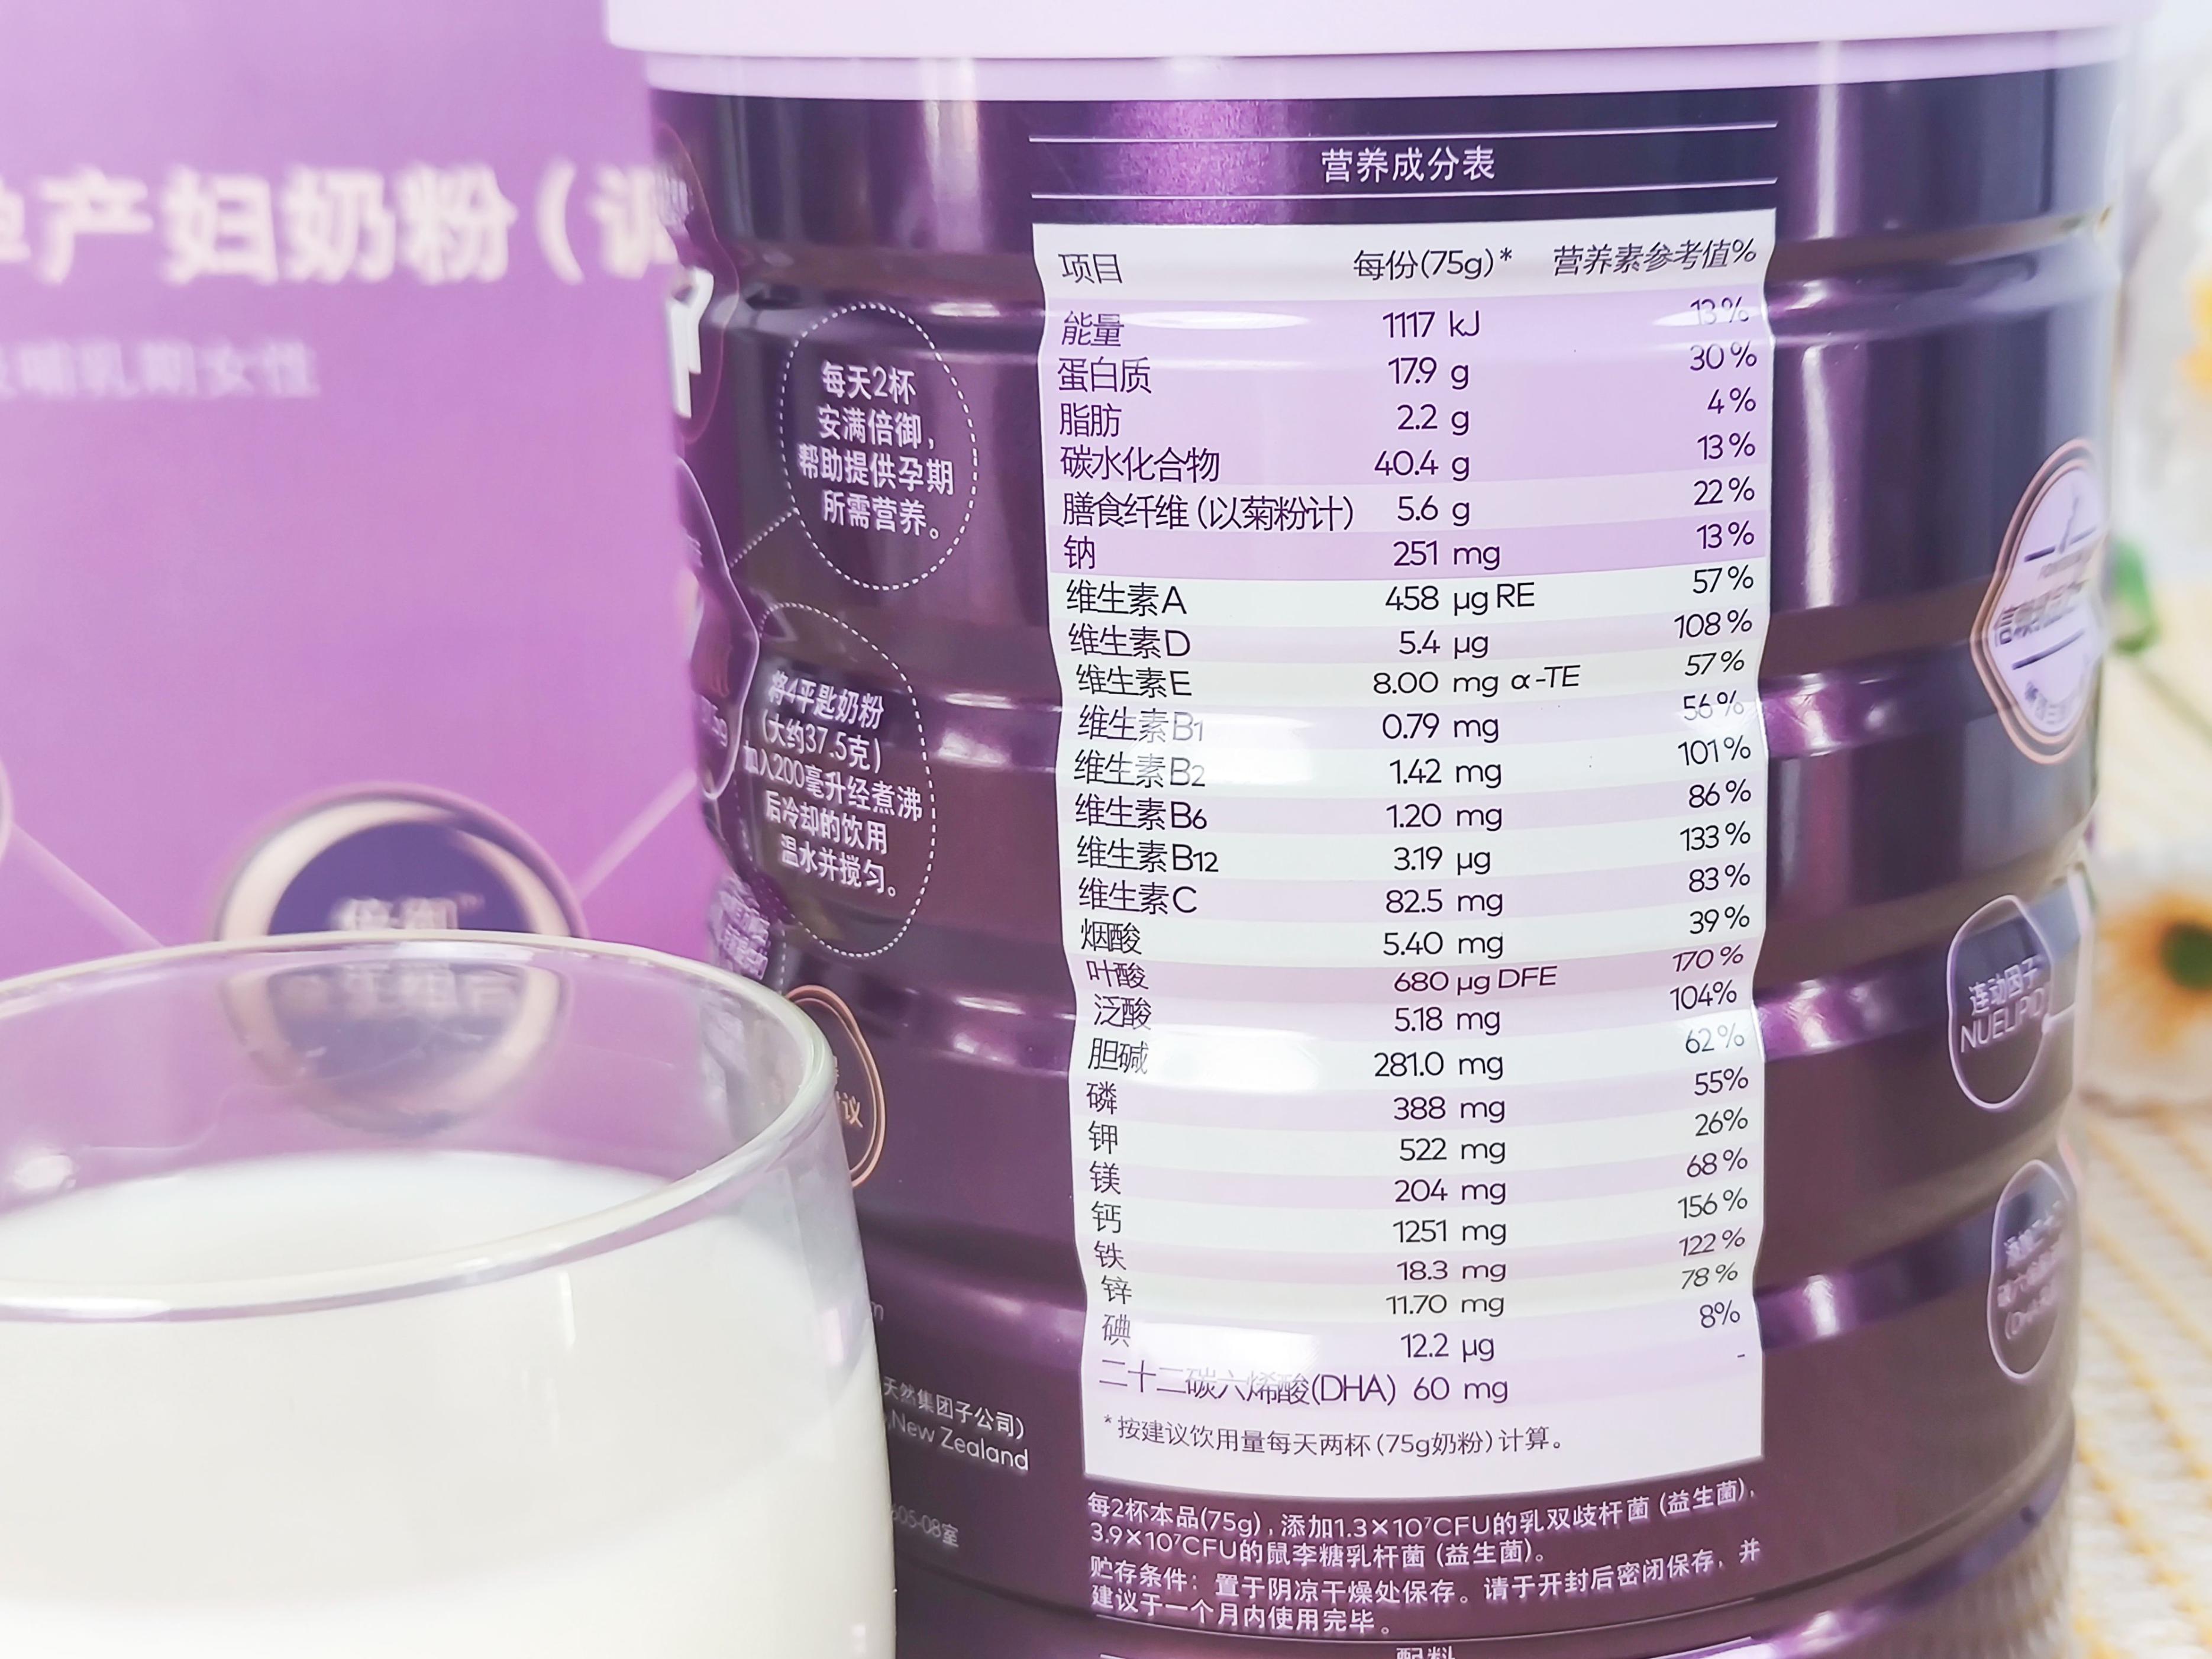 产妇奶粉(调
哺乳期女性
倍御
每天2杯
安满倍御，
帮助提供孕期
所需营养。
将4平匙奶粉
(大约37.5克)
加入200毫升经煮沸
后冷却的饮用
温水并搅匀。
议
天然集团子公司)
,New Zealand
605-08室
营养成分表
项目 每份(75g)* 营养素参考值%
能量 1117 kJ 13%
蛋白质 17.9 g 30%
脂肪 2.2 g 4%
碳水化合物 40.4 g 13%
膳食纤维 (以菊粉计) 5.6 g 22%
钠 251 mg 13%
维生素A 458 μg RE 57%
维生素D 5.4 μg 108%
维生素E 8.00 mg α-TE 57%
维生素B1 0.79 mg 56%
维生素B2 1.42 mg 101%
维生素B6 1.20 mg 86%
维生素B12 3.19 μg 133%
维生素C 82.5 mg 83%
烟酸 5.40 mg 39%
叶酸 680 μg DFE 170%
泛酸 5.18 mg 104%
胆碱 281.0 mg 62%
磷 388 mg 55%
钾 522 mg 26%
镁 204 mg 68%
钙 1251 mg 156%
铁 18.3 mg 122%
锌 11.70 mg 78%
碘 12.2 μg 8%
二十二碳六烯酸(DHA) 60 mg -
*按建议饮用量每天两杯 (75g奶粉) 计算。
每2杯本品(75g)，添加1.3×10⁷CFU的乳双歧杆菌 (益生菌)，
3.9×10⁷CFU的鼠李糖乳杆菌 (益生菌)。
贮存条件：置于阴凉干燥处保存。请于开封后密闭保存，并
建议于一个月内使用完毕。
配料
连动因子
NUELIPID